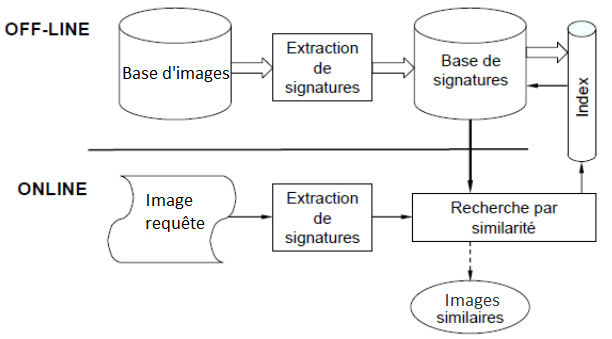 OFF-LINE
Base d'images
Extraction
de
signatures
Base de
signatures
Index
ONLINE
Image
requête
Extraction
de
signatures
Recherche par
similarité
Images
similaires